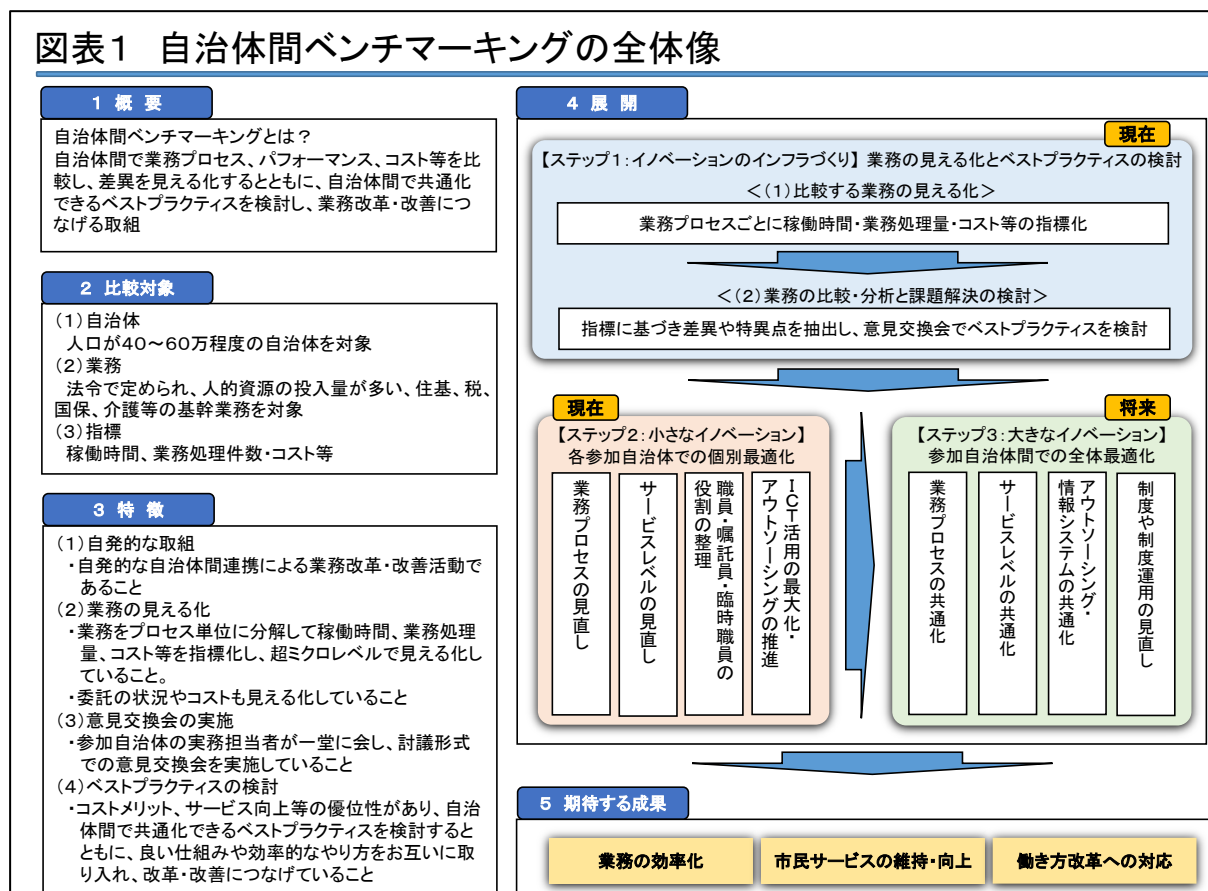 図表1 自治体間ベンチマーキングの全体像
1 概 要
自治体間ベンチマーキングとは?
自治体間で業務プロセス、パフォーマンス、コスト等を比
較し、差異を見える化するとともに、自治体間で共通化
できるベストプラクティスを検討し、業務改革・改善につ
なげる取組
2 比較対象
(1)自治体
人口が40~60万程度の自治体を対象
(2)業務
法令で定められ、人的資源の投入量が多い、住基、税、
国保、介護等の基幹業務を対象
(3)指標
稼働時間、業務処理件数・コスト等
3 特 徴
(1)自発的な取組
・自発的な自治体間連携による業務改革・改善活動で
あること
(2)業務の見える化
・業務をプロセス単位に分解して稼働時間、業務処理
量、コスト等を指標化し、超ミクロレベルで見える化し
ていること。
・委託の状況やコストも見える化していること
(3)意見交換会の実施
・参加自治体の実務担当者が一堂に会し、討議形式
での意見交換会を実施していること
(4)ベストプラクティスの検討
・コストメリット、サービス向上等の優位性があり、自治
体間で共通化できるベストプラクティスを検討すると
ともに、良い仕組みや効率的なやり方をお互いに取
り入れ、改革・改善につなげていること
4 展 開
現在
【ステップ1:イノベーションのインフラづくり】 業務の見える化とベストプラクティスの検討
<(1)比較する業務の見える化>
業務プロセスごとに稼働時間・業務処理量・コスト等の指標化
<(2)業務の比較・分析と課題解決の検討>
指標に基づき差異や特異点を抽出し、意見交換会でベストプラクティスを検討
現在
【ステップ2:小さなイノベーション】
各参加自治体での個別最適化
業務プロセスの見直し
サービスレベルの見直し
職員・嘱託員・臨時職員の
役割の整理
ICT活用の最大化・
アウトソーシングの推進
将来
【ステップ3:大きなイノベーション】
参加自治体間での全体最適化
業務プロセスの共通化
サービスレベルの共通化
アウトソーシング・
情報システムの共通化
制度や制度運用の見直し
5 期待する成果
業務の効率化
市民サービスの維持・向上
働き方改革への対応